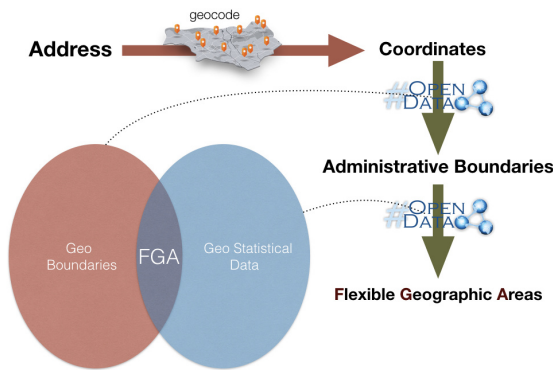 geocode
Address
Coordinates
#OPEN
DATA
Administrative Boundaries
#OPEN
DATA
Geo
Boundaries
FGA
Geo Statistical
Data
Flexible Geographic Areas